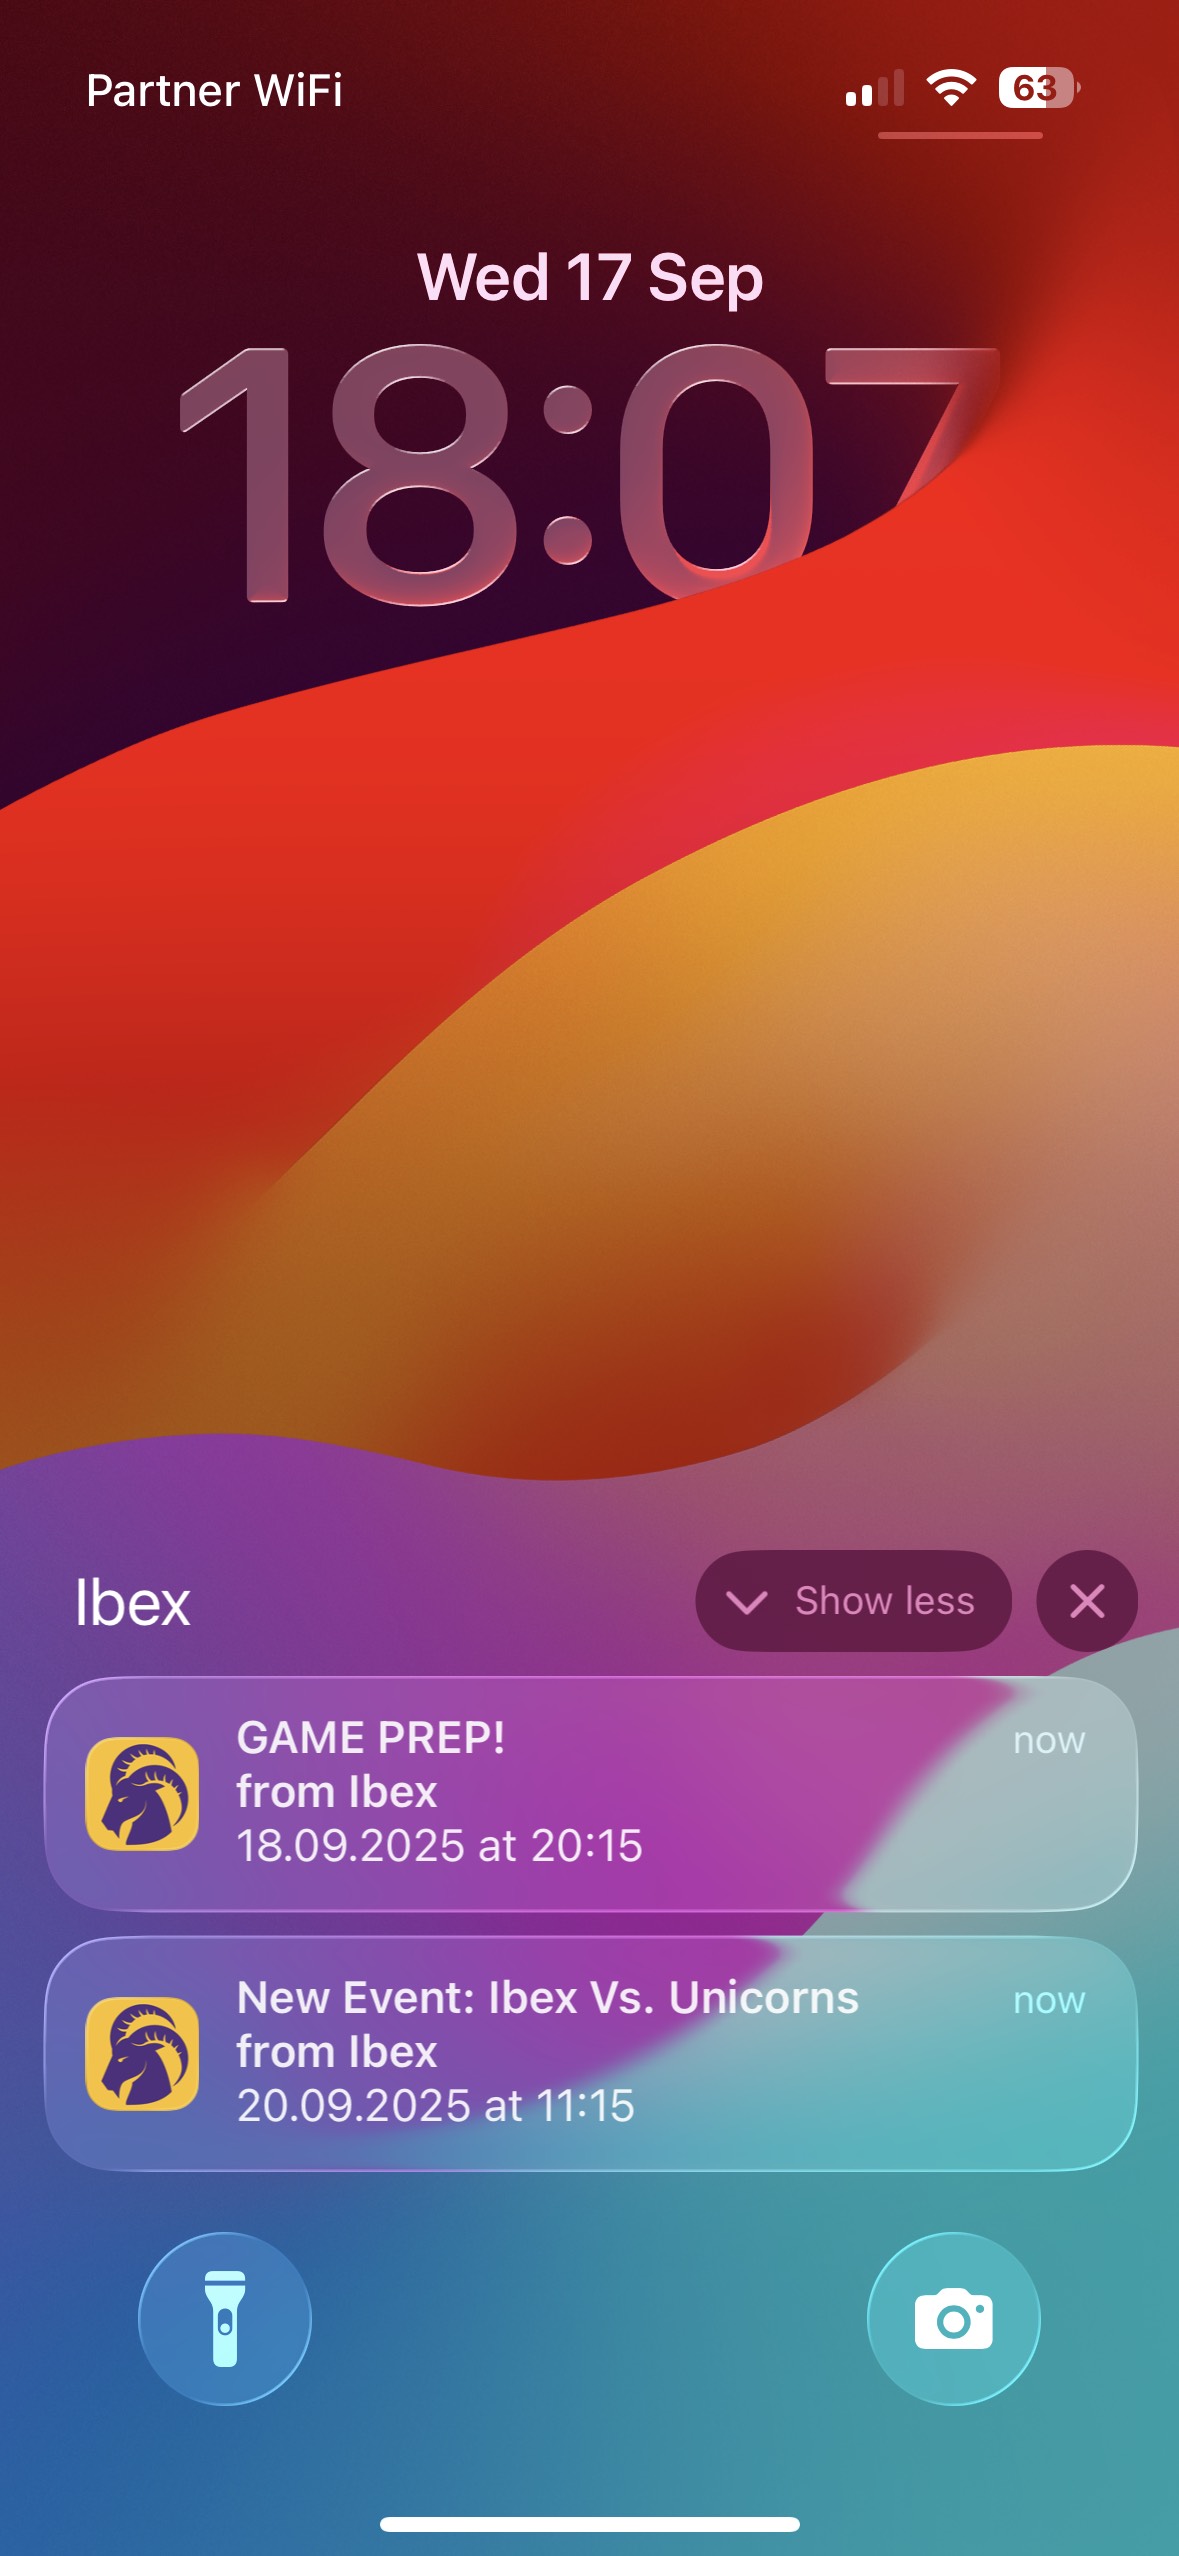 Partner WiFi
63
Wed 17 Sep
18:07
Ibex
Show less
GAME PREP!
now
from Ibex
18.09.2025 at 20:15
New Event: Ibex Vs. Unicorns
now
from Ibex
20.09.2025 at 11:15